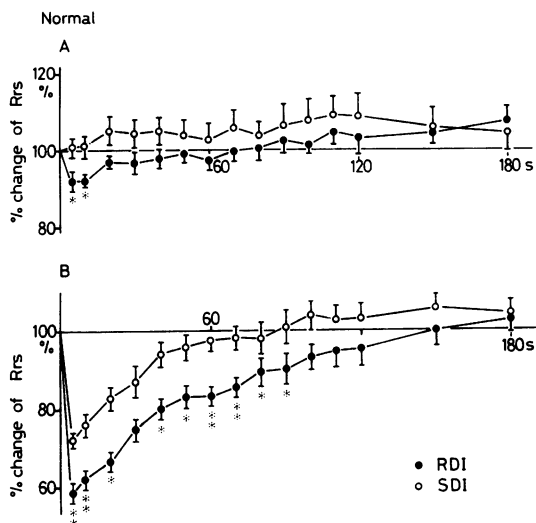 Normal
A
120
%
100
80
60
120
180 s
% change of Rrs
* *
B
60
100
%
80
60
180 s
% change of Rrs
* * * * * * * * * * * * *
● RDI
○ SDI